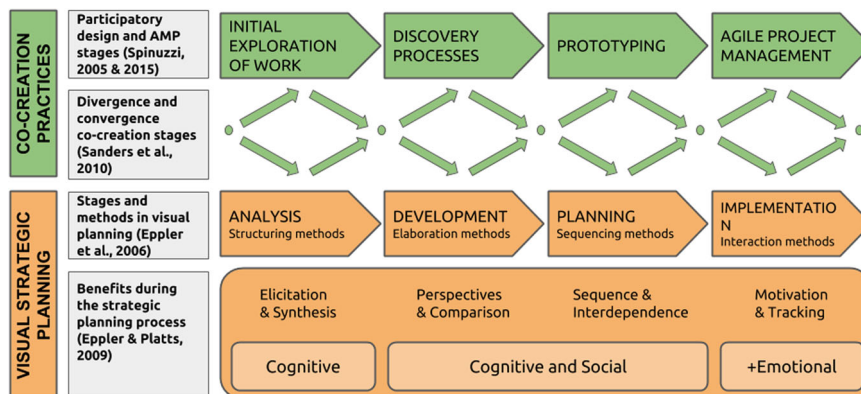 CO-CREATION
PRACTICES
Participatory
design and AMP
stages (Spinuzzi,
2005 & 2015)
INITIAL
EXPLORATION
OF WORK
DISCOVERY
PROCESSES
PROTOTYPING
AGILE PROJECT
MANAGEMENT
Divergence and
convergence
co-creation stages
(Sanders et al.,
2010)
VISUAL STRATEGIC
PLANNING
Stages and
methods in visual
planning (Eppler
et al., 2006)
ANALYSIS
Structuring methods
DEVELOPMENT
Elaboration methods
PLANNING
Sequencing methods
IMPLEMENTATIO
N
Interaction methods
Benefits during
the strategic
planning process
(Eppler & Platts,
2009)
Elicitation
& Synthesis
Perspectives
& Comparison
Sequence &
Interdependence
Motivation
& Tracking
Cognitive
Cognitive and Social
+Emotional